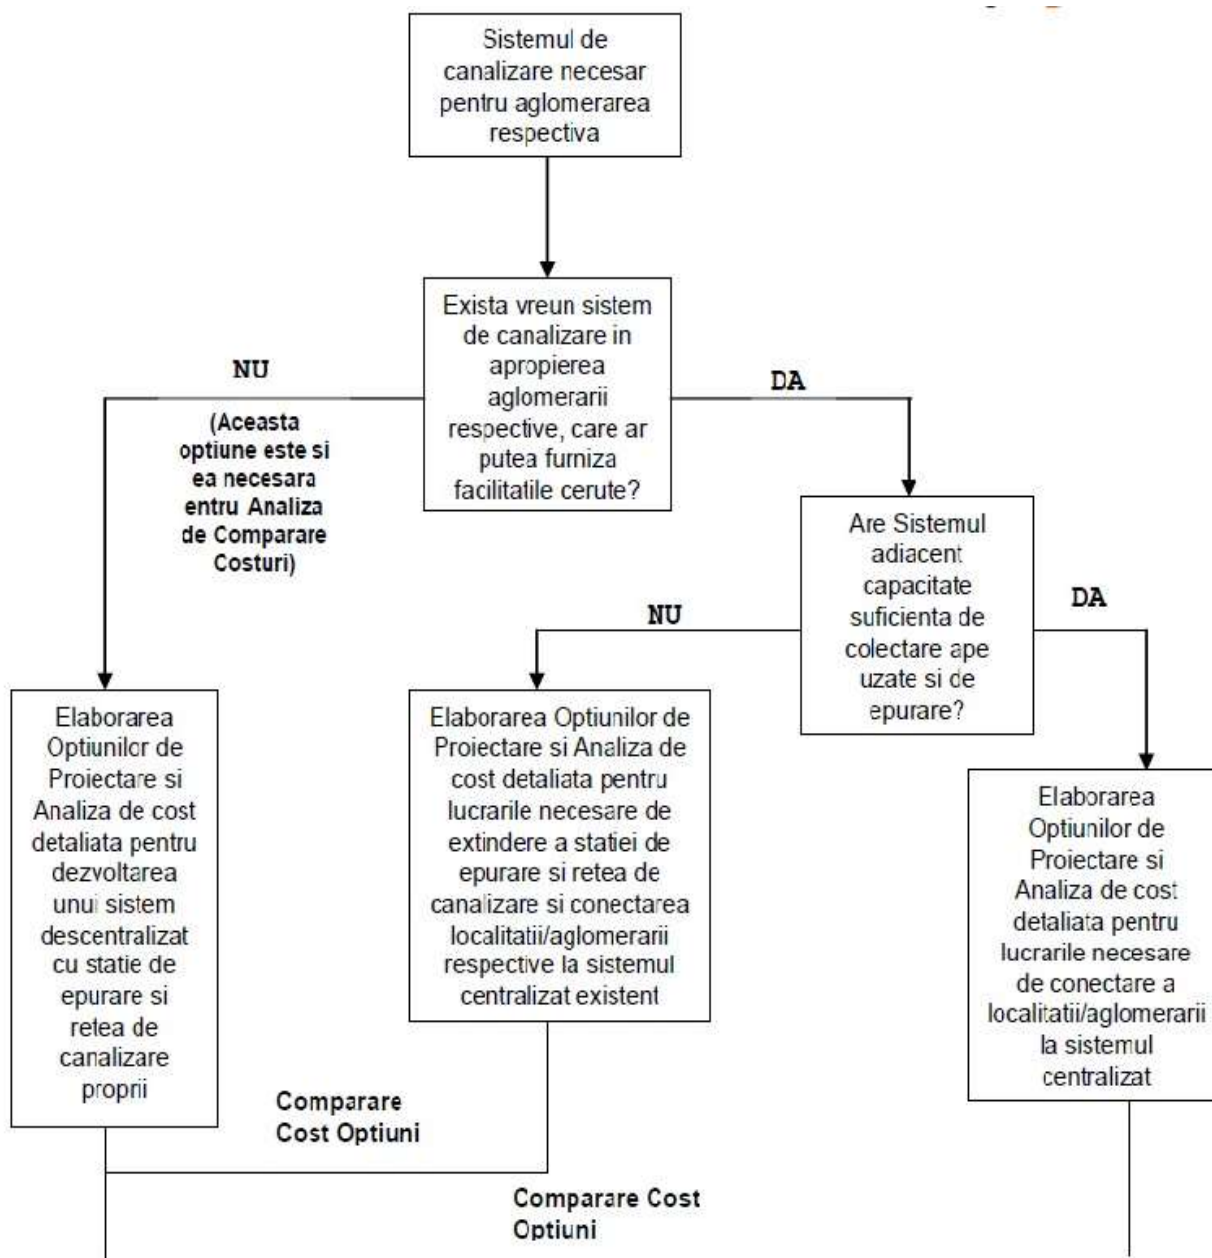 Sistemul de
canalizare necesar
pentru aglomerarea
respectiva
Exista vreun sistem
de canalizare in
apropierea
aglomerarii
respective, care ar
putea furniza
facilitatile cerute?
NU
DA
(Aceasta
optiune este si
ea necesara
entru Analiza
de Comparare
Costuri)
Are Sistemul
adiacent
capacitate
suficienta de
colectare ape
uzate si de
epurare?
NU
DA
Elaborarea
Optiunilor de
Proiectare si
Analiza de cost
detaliata pentru
dezvoltarea
unui sistem
descentralizat
cu statie de
epurare si
retea de
canalizare
proprii
Elaborarea Optiunilor de
Proiectare si Analiza de
cost detaliata pentru
lucrarile necesare de
extindere a statiei de
epurare si retea de
canalizare si conectarea
localitatii/aglomerarii
respective la sistemul
centralizat existent
Elaborarea
Optiunilor de
Proiectare si
Analiza de cost
detaliata pentru
lucrarile necesare
de conectare a
localitatii/aglomerarii
la sistemul
centralizat
Comparare
Cost Optiuni
Comparare Cost
Optiuni